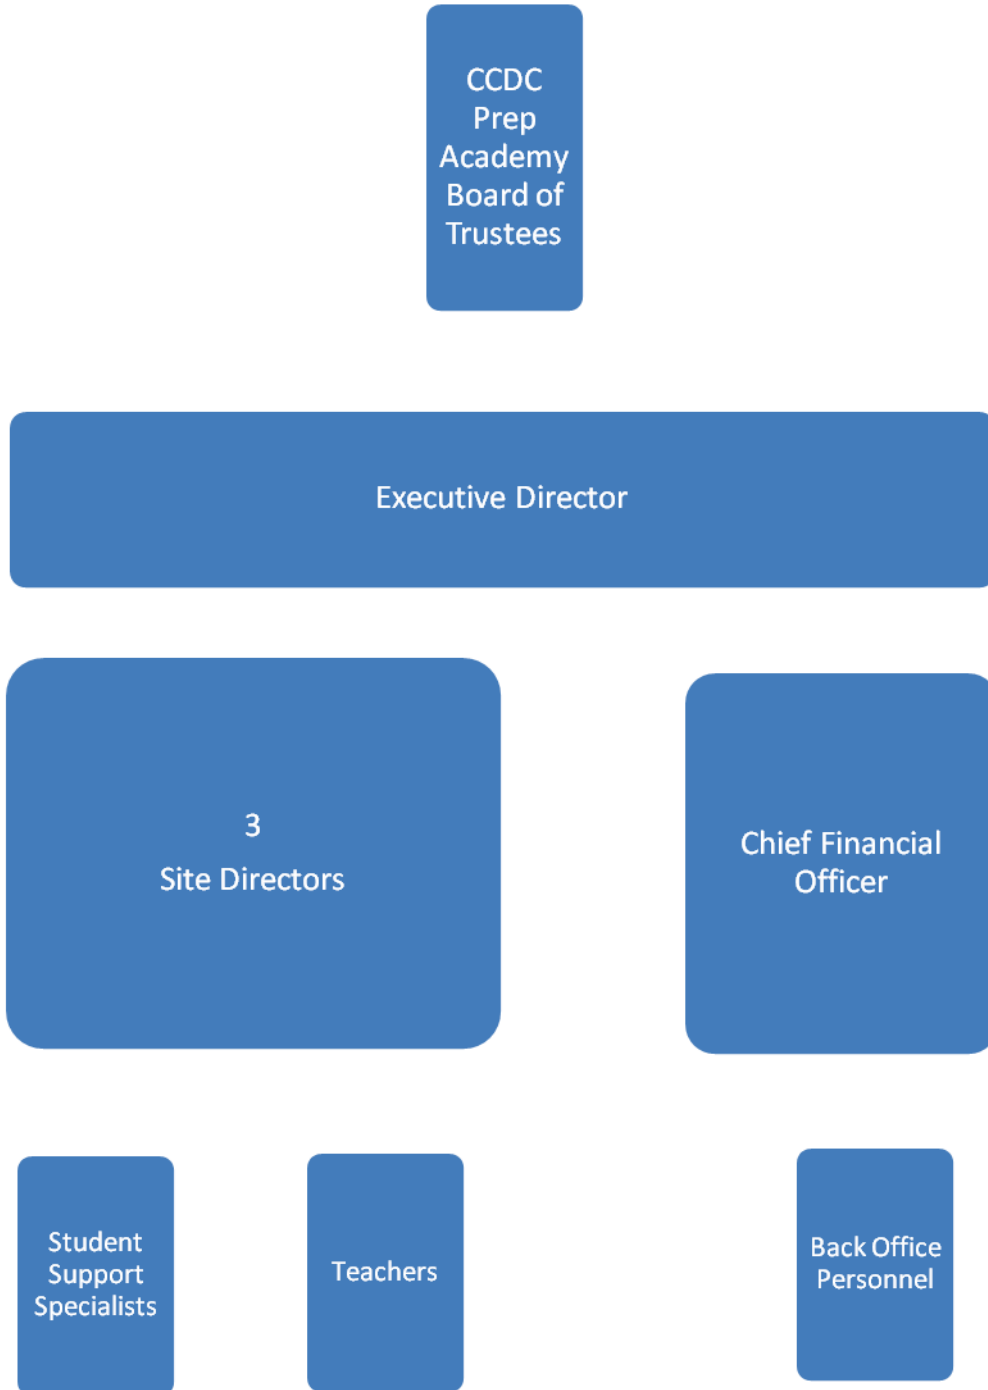 CCDC
Prep
Academy
Board of
Trustees
Executive Director
3
Site Directors
Chief Financial
Officer
Student
Support
Specialists
Teachers
Back Office
Personnel